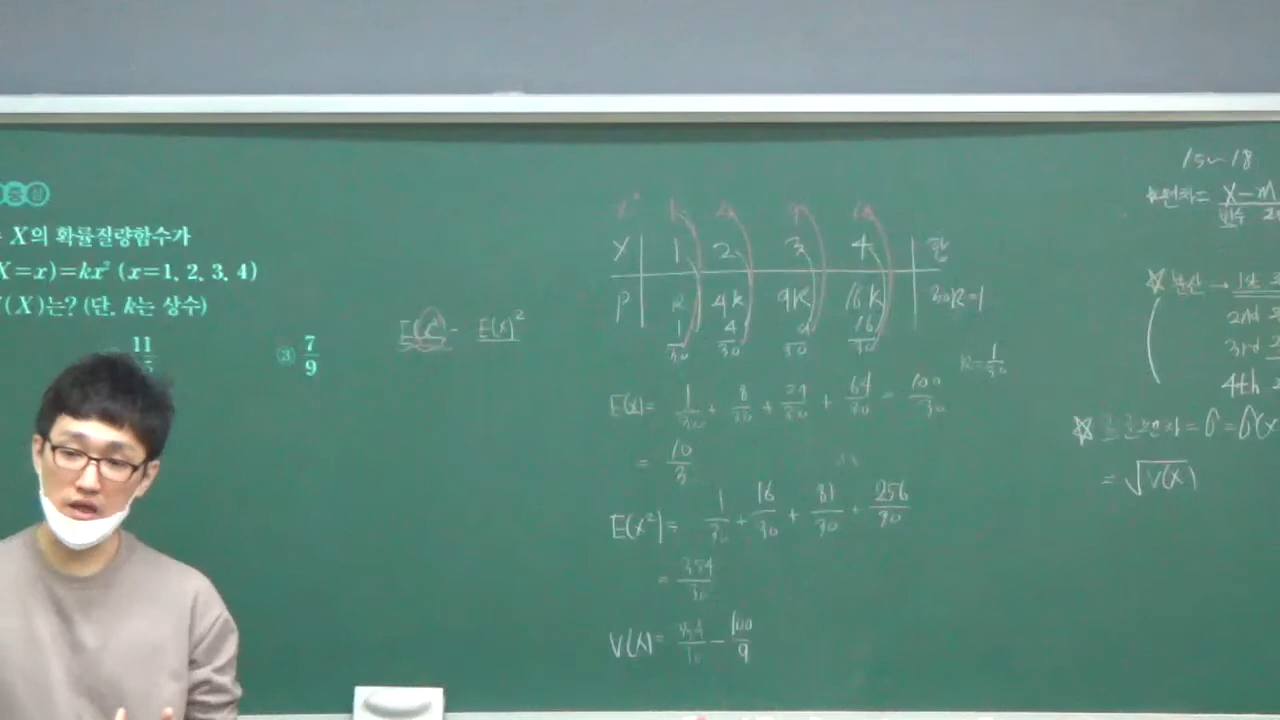 X의 확률질량함수가
X=x)=kx² (x=1, 2, 3, 4)
(X)는? (단, k는 상수)
11
③ 7/9
E(x²) - E(x)²
X 1 2 3 4 합
P k 4k 9k 16k 30k=1
1/30 4/30 9/30 16/30
k=1/30
E(x)= 1/30 + 8/30 + 27/30 + 64/30 = 100/30
= 10/3
E(x²)= 1/30 + 16/30 + 81/30 + 256/30
= 354/30
V(x)= 354/30 - 100/9
15~18
편차= X-m
변수
☆ 분산 → 1st
2nd
3rd
4th
☆ 표준편차 = σ = σ(x
= √V(x)